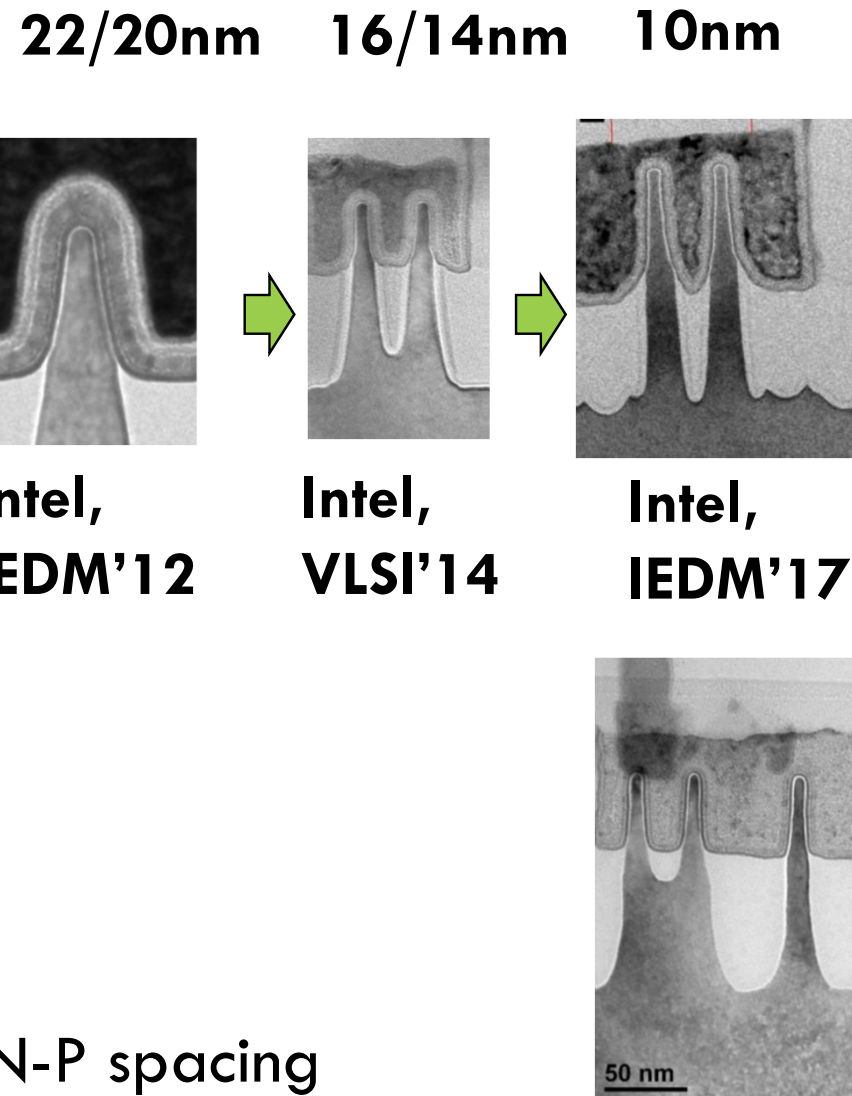 22/20nm 16/14nm 10nm
ntel, Intel, Intel,
EDM’12 VLSI’14 IEDM’17
50 nm
N-P spacing